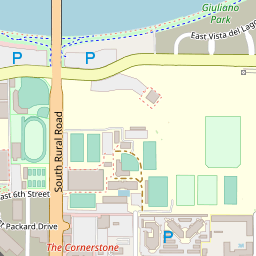 Giuliano
Park
East Vista del Lago
P
P
South Rural Road
East 6th Street
Packard Drive
P
The Cornerstone